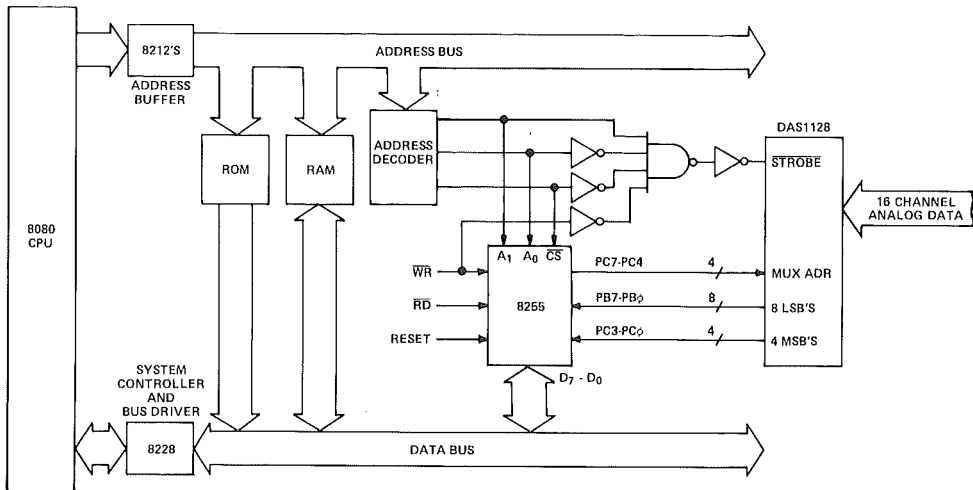 8212'S
ADDRESS BUS
ADDRESS
BUFFER
DAS1128
ROM
RAM
ADDRESS
DECODER
STROBE
16 CHANNEL
ANALOG DATA
8080
CPU
A1 A0 CS
WR
PC7-PC4
4
MUX ADR
RD
8255
PB7-PBφ
8
8 LSB'S
RESET
PC3-PCφ
4
4 MSB'S
D7 - D0
SYSTEM
CONTROLLER
AND
BUS DRIVER
8228
DATA BUS